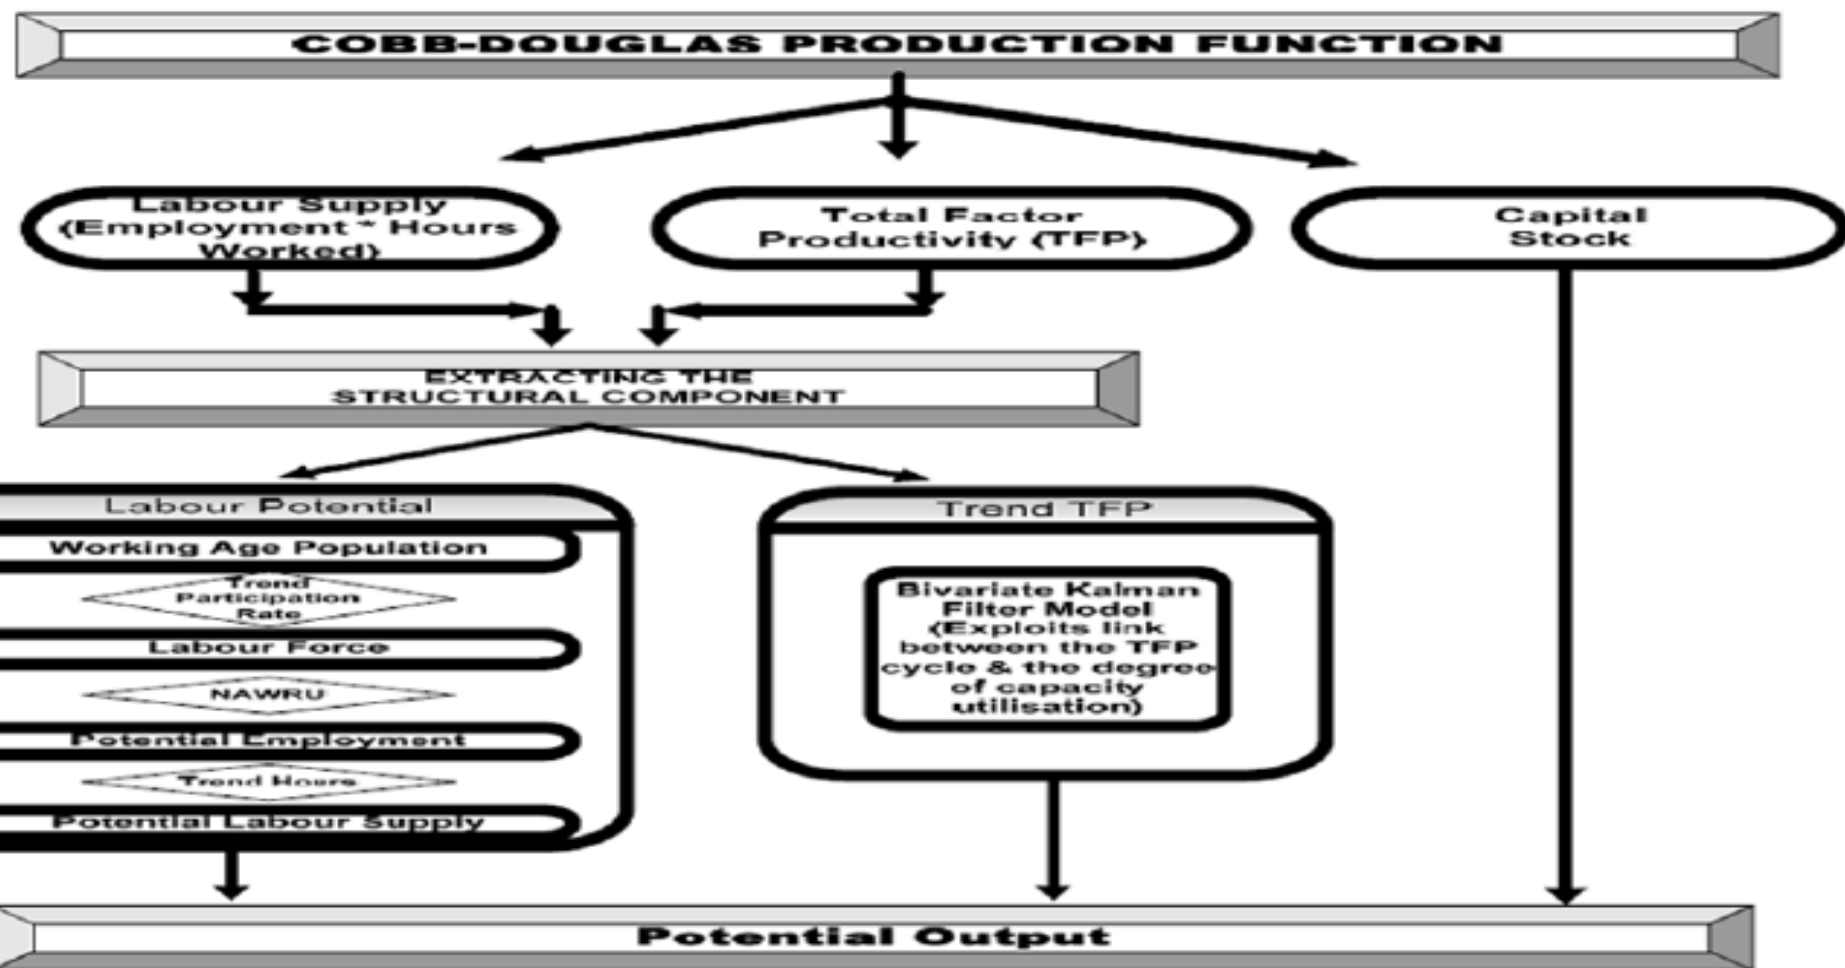 COBB-DOUGLAS PRODUCTION FUNCTION
Labour Supply
(Employment * Hours
Worked)
Total Factor
Productivity (TFP)
Capital
Stock
EXTRACTING THE
STRUCTURAL COMPONENT
Labour Potential
Working Age Population
Trend
Participation
Rate
Labour Force
NAWRU
Potential Employment
Trend Hours
Potential Labour Supply
Trend TFP
Bivariate Kalman
Filter Model
(Exploits link
between the TFP
cycle & the degree
of capacity
utilisation)
Potential Output